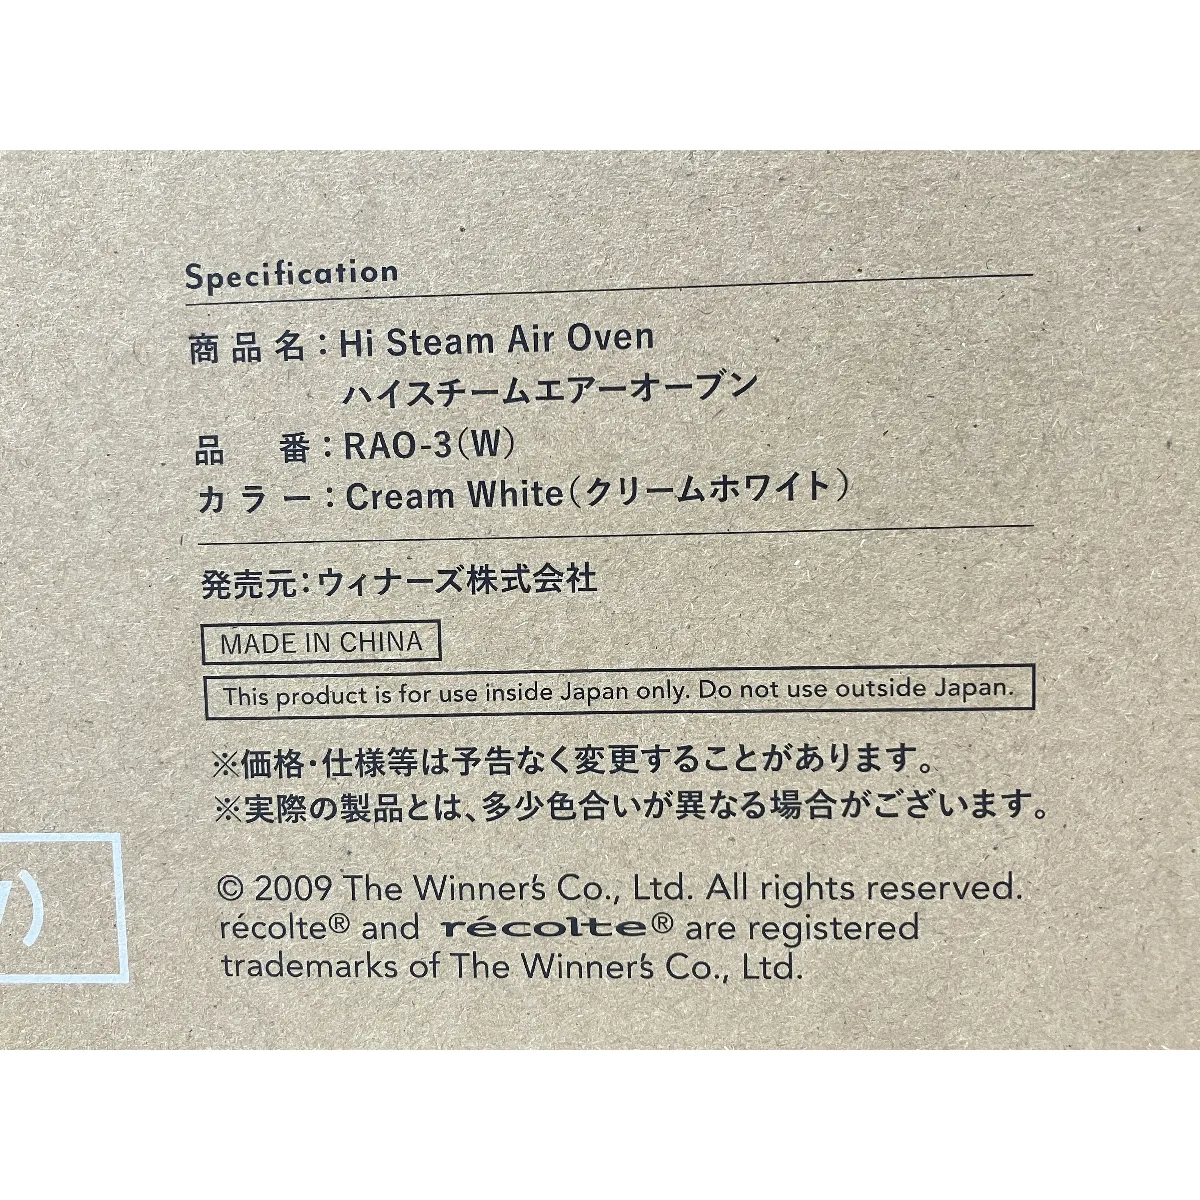 Specification
商品名：Hi Steam Air Oven
ハイスチームエアーオーブン
品番：RAO-3(W)
カラー：Cream White（クリームホワイト）
発売元：ウィナーズ株式会社
MADE IN CHINA
This product is for use inside Japan only. Do not use outside Japan.
※価格・仕様等は予告なく変更することがあります。
※実際の製品とは、多少色合いが異なる場合がございます。
© 2009 The Winner's Co., Ltd. All rights reserved.
récolte® and récolte® are registered
trademarks of The Winner's Co., Ltd.